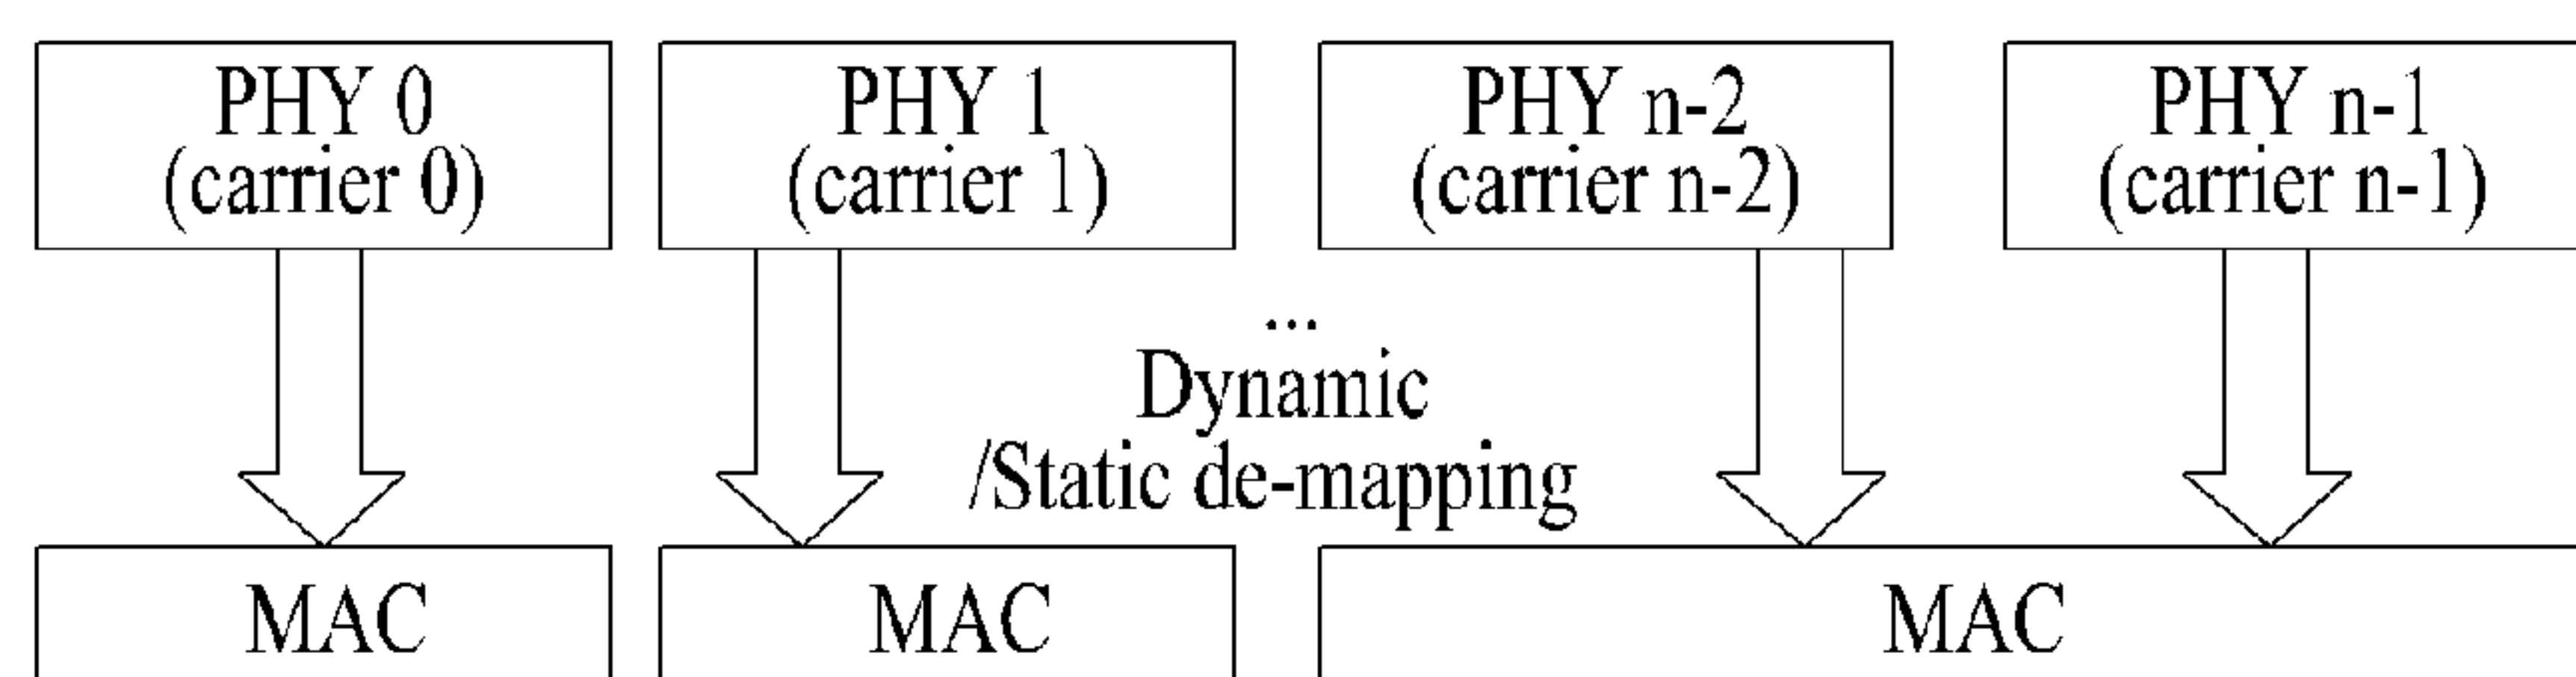 PHY 0
(carrier 0)
PHY 1
(carrier 1)
PHY n-2
(carrier n-2)
PHY n-1
(carrier n-1)
...
Dynamic
/Static de-mapping
MAC
MAC
MAC